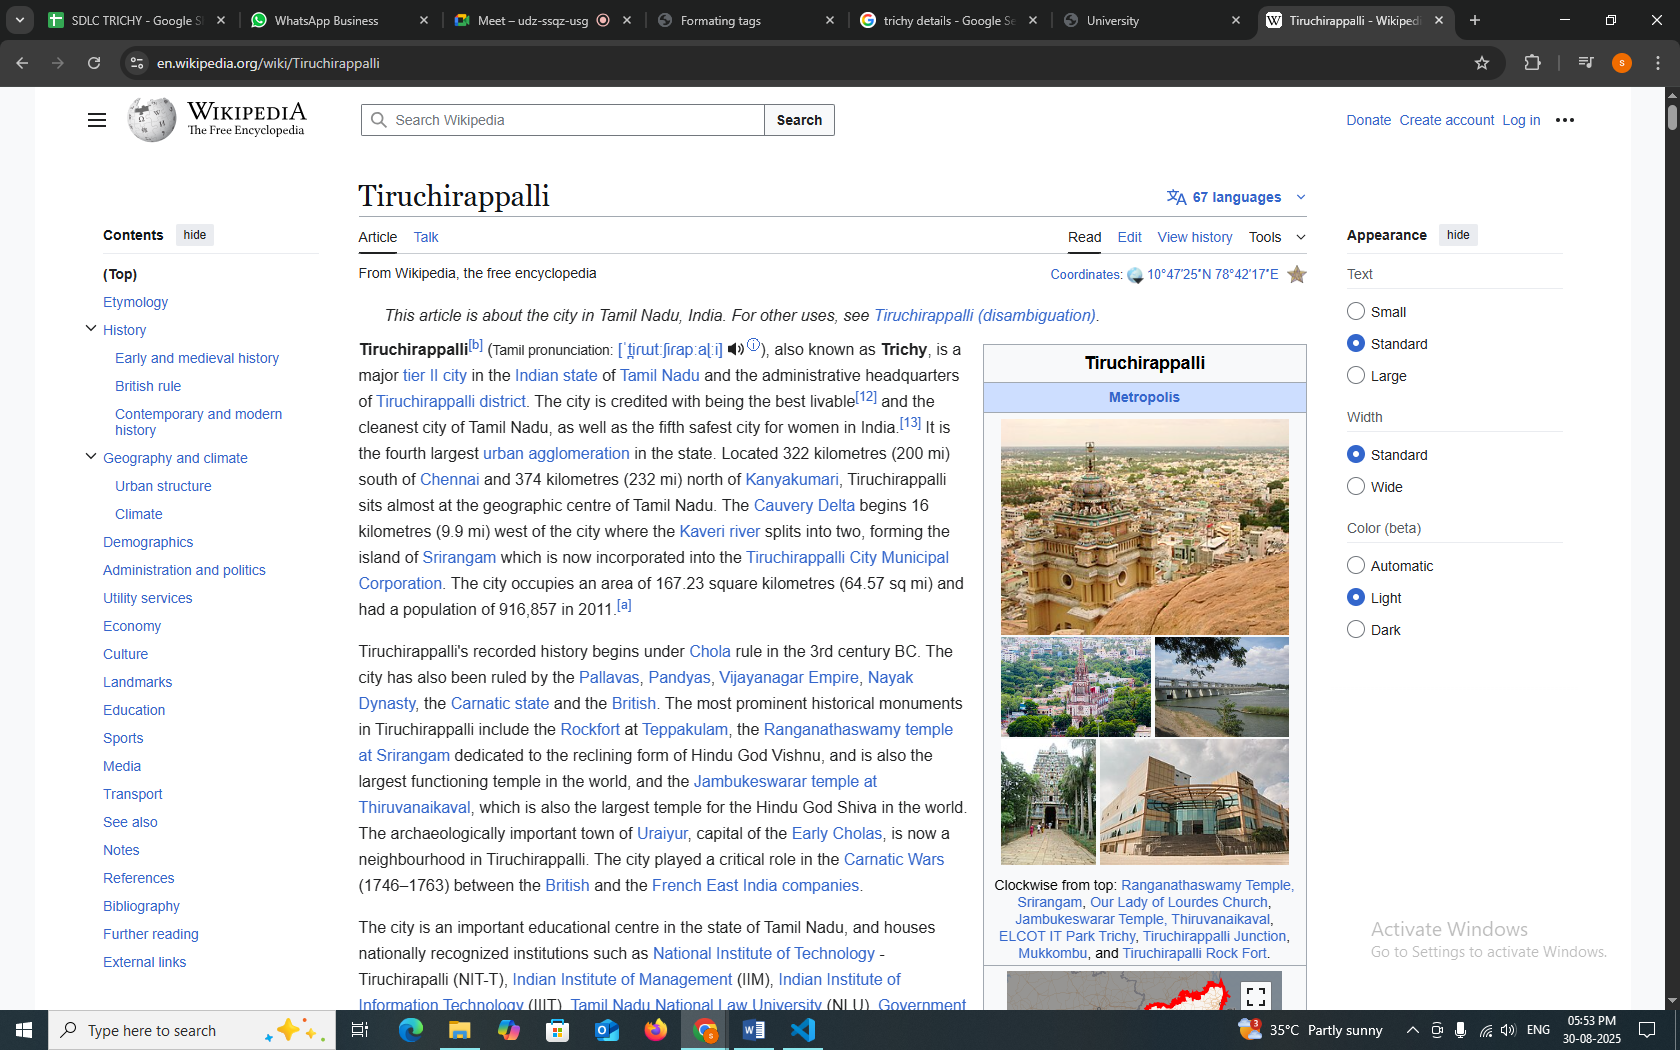 SDLC TRICHY - Google S
WhatsApp Business
Meet – udz-ssqz-usg
Formating tags
trichy details - Google Se
University
Tiruchirappalli - Wikipedi
en.wikipedia.org/wiki/Tiruchirappalli
S
WIKIPEDIA
The Free Encyclopedia
Search Wikipedia
Search
Donate Create account Log in
Tiruchirappalli
67 languages
Contents hide
(Top)
Etymology
History
Early and medieval history
British rule
Contemporary and modern
history
Geography and climate
Urban structure
Climate
Demographics
Administration and politics
Utility services
Economy
Culture
Landmarks
Education
Sports
Media
Transport
See also
Notes
References
Bibliography
Further reading
External links
Article Talk
Read Edit View history Tools
From Wikipedia, the free encyclopedia
Coordinates: 10°47′25″N 78°42′17″E
This article is about the city in Tamil Nadu, India. For other uses, see Tiruchirappalli (disambiguation).
Tiruchirappalli[b] (Tamil pronunciation: [ˈt̪iɾɯtːʃiɾapːaɭːi] ⓘ), also known as Trichy, is a
major tier II city in the Indian state of Tamil Nadu and the administrative headquarters
of Tiruchirappalli district. The city is credited with being the best livable[12] and the
cleanest city of Tamil Nadu, as well as the fifth safest city for women in India.[13] It is
the fourth largest urban agglomeration in the state. Located 322 kilometres (200 mi)
south of Chennai and 374 kilometres (232 mi) north of Kanyakumari, Tiruchirappalli
sits almost at the geographic centre of Tamil Nadu. The Cauvery Delta begins 16
kilometres (9.9 mi) west of the city where the Kaveri river splits into two, forming the
island of Srirangam which is now incorporated into the Tiruchirappalli City Municipal
Corporation. The city occupies an area of 167.23 square kilometres (64.57 sq mi) and
had a population of 916,857 in 2011.[a]
Tiruchirappalli's recorded history begins under Chola rule in the 3rd century BC. The
city has also been ruled by the Pallavas, Pandyas, Vijayanagar Empire, Nayak
Dynasty, the Carnatic state and the British. The most prominent historical monuments
in Tiruchirappalli include the Rockfort at Teppakulam, the Ranganathaswamy temple
at Srirangam dedicated to the reclining form of Hindu God Vishnu, and is also the
largest functioning temple in the world, and the Jambukeswarar temple at
Thiruvanaikaval, which is also the largest temple for the Hindu God Shiva in the world.
The archaeologically important town of Uraiyur, capital of the Early Cholas, is now a
neighbourhood in Tiruchirappalli. The city played a critical role in the Carnatic Wars
(1746–1763) between the British and the French East India companies.
The city is an important educational centre in the state of Tamil Nadu, and houses
nationally recognized institutions such as National Institute of Technology -
Tiruchirapalli (NIT-T), Indian Institute of Management (IIM), Indian Institute of
Information Technology (IIIT), Tamil Nadu National Law University (NLU), Government
Tiruchirappalli
Metropolis
Clockwise from top: Ranganathaswamy Temple,
Srirangam, Our Lady of Lourdes Church,
Jambukeswarar Temple, Thiruvanaikaval,
ELCOT IT Park Trichy, Tiruchirappalli Junction,
Mukkombu, and Tiruchirapalli Rock Fort.
Appearance hide
Text
Small
Standard
Large
Width
Standard
Wide
Color (beta)
Automatic
Light
Dark
Activate Windows
Go to Settings to activate Windows.
Type here to search
3
35°C Partly sunny
ENG
05:53 PM
30-08-2025